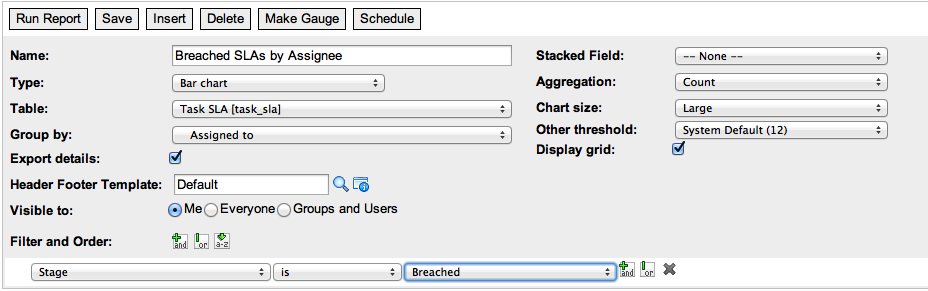 Run Report Save Insert Delete Make Gauge Schedule
Name: Breached SLAs by Assignee Stacked Field: -- None --
Type: Bar chart Aggregation: Count
Table: Task SLA [task_sla] Chart size: Large
Group by: Assigned to Other threshold: System Default (12)
Export details: Display grid:
Header Footer Template: Default
Visible to: Me Everyone Groups and Users
Filter and Order: and or a-z
Stage is Breached and or